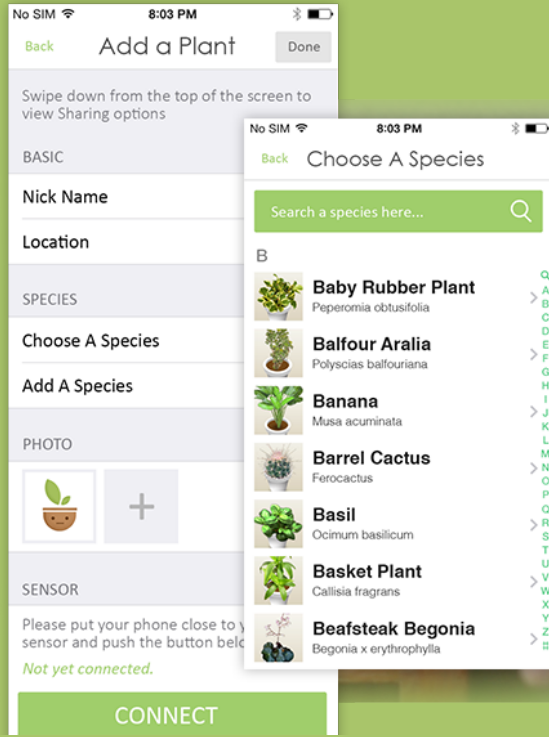 No SIM 8:03 PM
Back Add a Plant Done
Swipe down from the top of the screen to
view Sharing options
BASIC
Nick Name
Location
SPECIES
Choose A Species
Add A Species
PHOTO
+
SENSOR
Please put your phone close to
sensor and push the button
Not yet connected.
CONNECT
No SIM 8:03 PM
Back Choose A Species
Search a species here...
B
Baby Rubber Plant
Peperomia obtusifolia
Balfour Aralia
Polyscias balfouriana
Banana
Musa acuminata
Barrel Cactus
Ferocactus
Basil
Ocimum basilicum
Basket Plant
Callisia fragrans
Beafsteak Begonia
Begonia x erythrophylla
A
B
C
D
E
F
G
H
I
J
K
L
M
N
O
P
Q
R
S
T
U
V
W
X
Y
Z
#